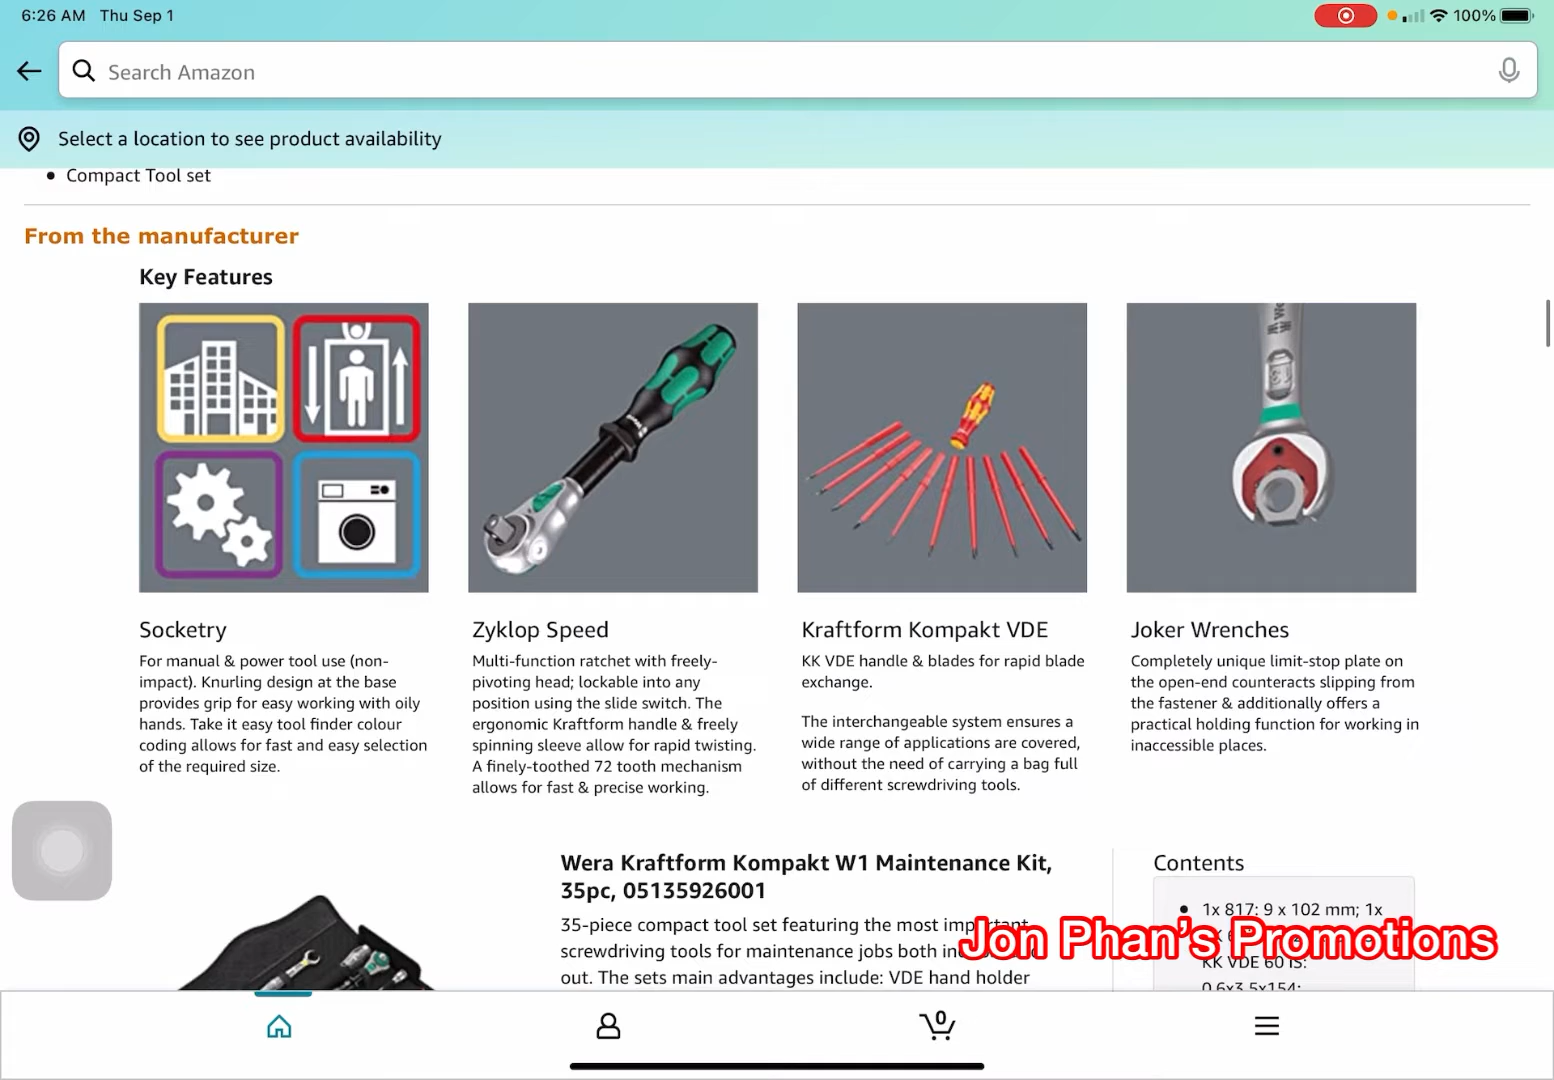 6:26 AM Thu Sep 1
100%
Search Amazon
Select a location to see product availability
• Compact Tool set
From the manufacturer
Key Features
Socketry
For manual & power tool use (non-
impact). Knurling design at the base
provides grip for easy working with oily
hands. Take it easy tool finder colour
coding allows for fast and easy selection
of the required size.
Zyklop Speed
Multi-function ratchet with freely-
pivoting head; lockable into any
position using the slide switch. The
ergonomic Kraftform handle & freely
spinning sleeve allow for rapid twisting.
A finely-toothed 72 tooth mechanism
allows for fast & precise working.
Kraftform Kompakt VDE
KK VDE handle & blades for rapid blade
exchange.
The interchangeable system ensures a
wide range of applications are covered,
without the need of carrying a bag full
of different screwdriving tools.
Joker Wrenches
Completely unique limit-stop plate on
the open-end counteracts slipping from
the fastener & additionally offers a
practical holding function for working in
inaccessible places.
Wera Kraftform Kompakt W1 Maintenance Kit,
35pc, 05135926001
35-piece compact tool set featuring the most important
screwdriving tools for maintenance jobs both
out. The sets main advantages include: VDE hand holder
Contents
• 1x 817: 9 x 102 mm; 1x
KK VDE 60 iS:
0,6x3,5x154;
Jon Phan's Promotions
0